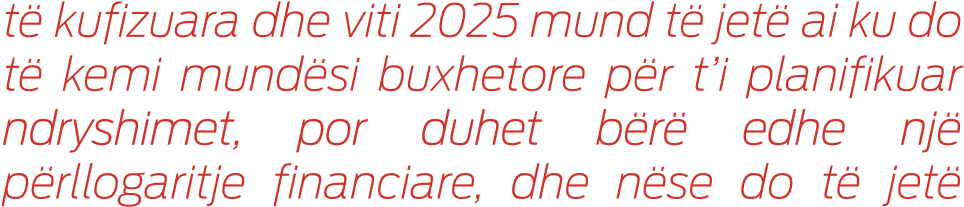 të kufizuara dhe viti 2025 mund të jetë ai ku do
të kemi mundësi buxhetore për t’i planifikuar
ndryshimet, por duhet bërë edhe një
përllogaritje financiare, dhe nëse do të jetë